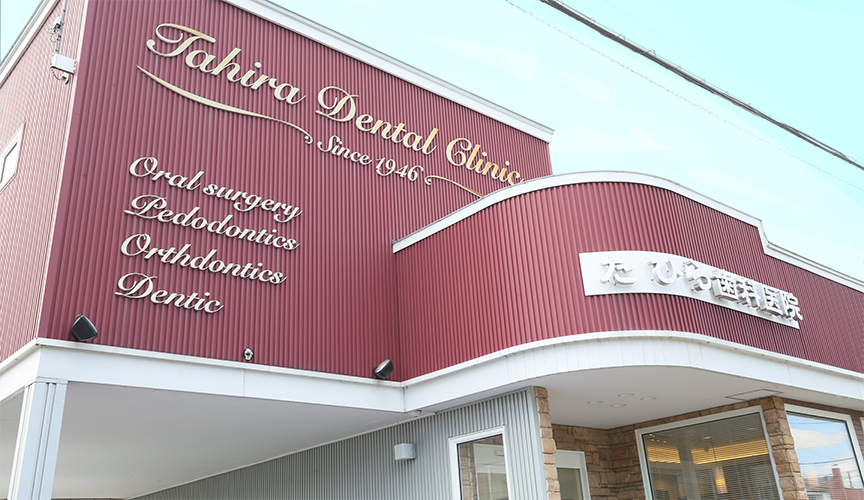 Tahira Dental Clinic
Since 1946
Oral surgery
Pedodontics
Orthdontics
Dentic
たひら歯科医院